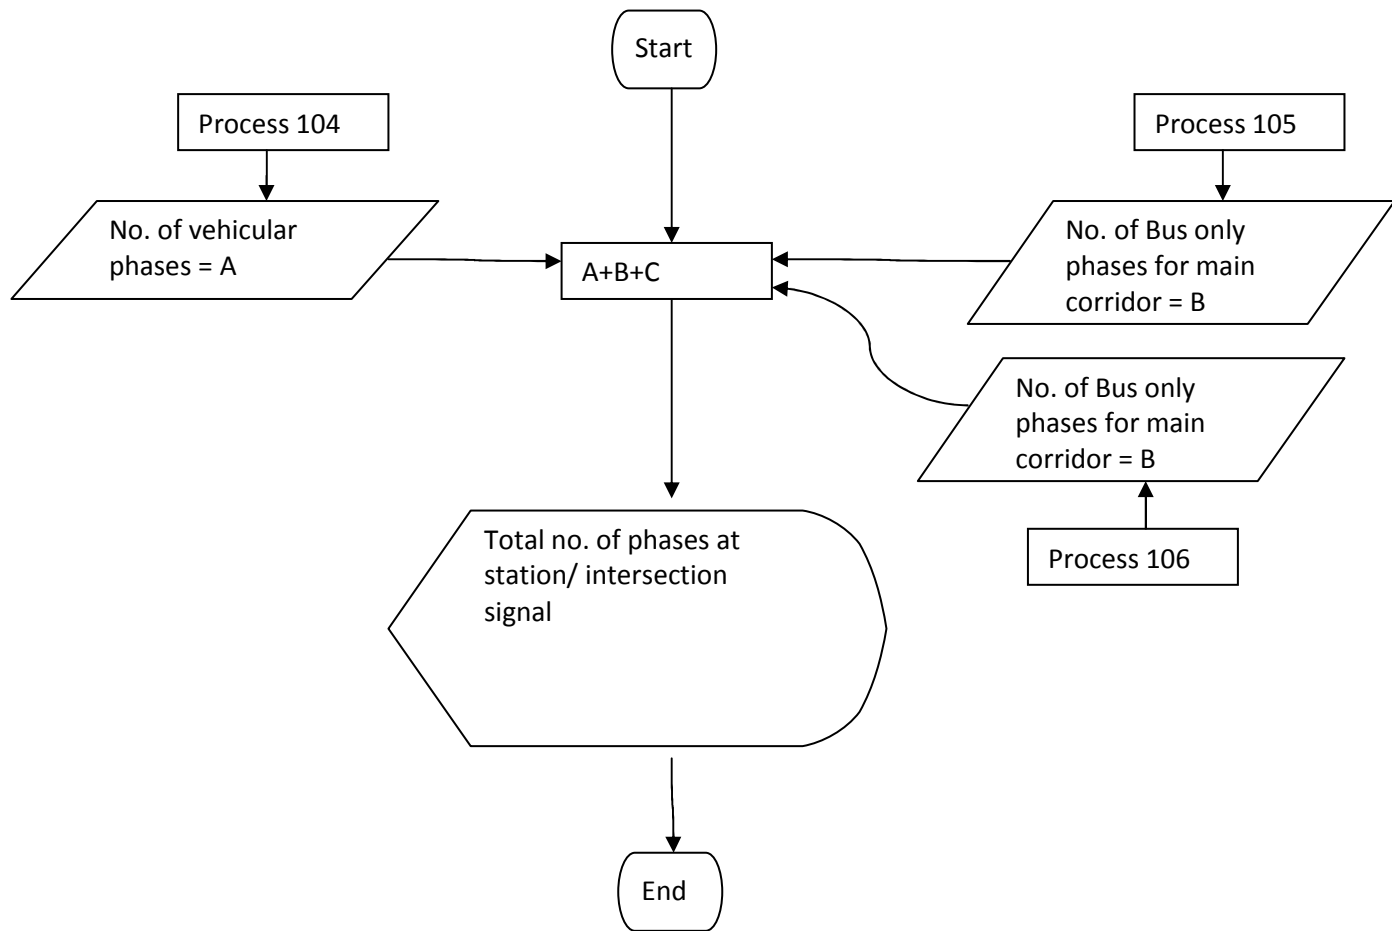 Start
Process 104
Process 105
No. of vehicular
phases = A
No. of Bus only
phases for main
corridor = B
A+B+C
No. of Bus only
phases for main
corridor = B
Process 106
Total no. of phases at
station/ intersection
signal
End